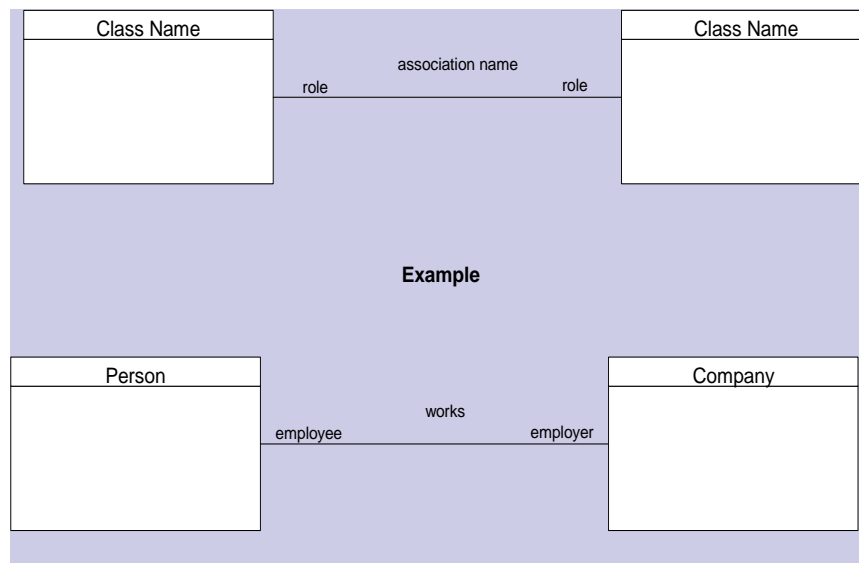 Class Name
Class Name
association name
role
role
Example
Person
Company
works
employee
employer